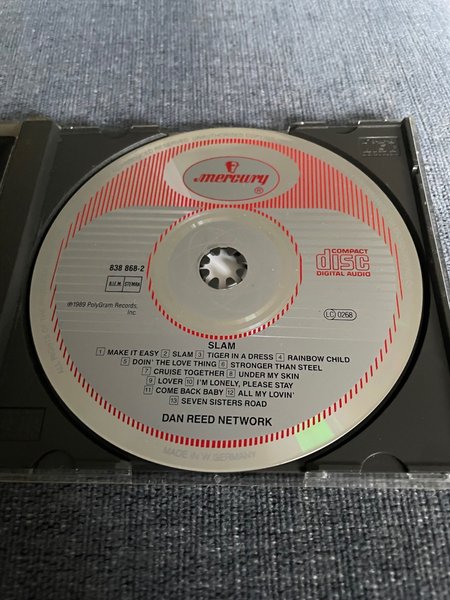 mercury
®
838 868-2
B.I.E.M. STEMRA
COMPACT
disc
DIGITAL AUDIO
℗1989 PolyGram Records,
Inc.
LC 0268
SLAM
1 MAKE IT EASY 2 SLAM 3 TIGER IN A DRESS 4 RAINBOW CHILD
5 DOIN' THE LOVE THING 6 STRONGER THAN STEEL
7 CRUISE TOGETHER 8 UNDER MY SKIN
9 LOVER 10 I'M LONELY, PLEASE STAY
11 COME BACK BABY 12 ALL MY LOVIN'
13 SEVEN SISTERS ROAD
DAN REED NETWORK
MADE IN W. GERMANY